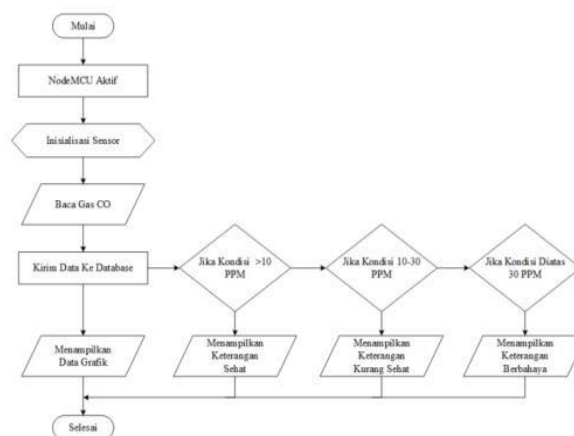 Mulai
NodeMCU Aktif
Inisialisasi Sensor
Baca Gas CO
Kirim Data Ke Database
Jika Kondisi >10
PPM
Jika Kondisi 10-30
PPM
Jika Kondisi Diatas
30 PPM
Menampilkan
Data Grafik
Menampilkan
Keterangan
Sehat
Menampilkan
Keterangan
Kurang Sehat
Menampilkan
Keterangan
Berbahaya
Selesai